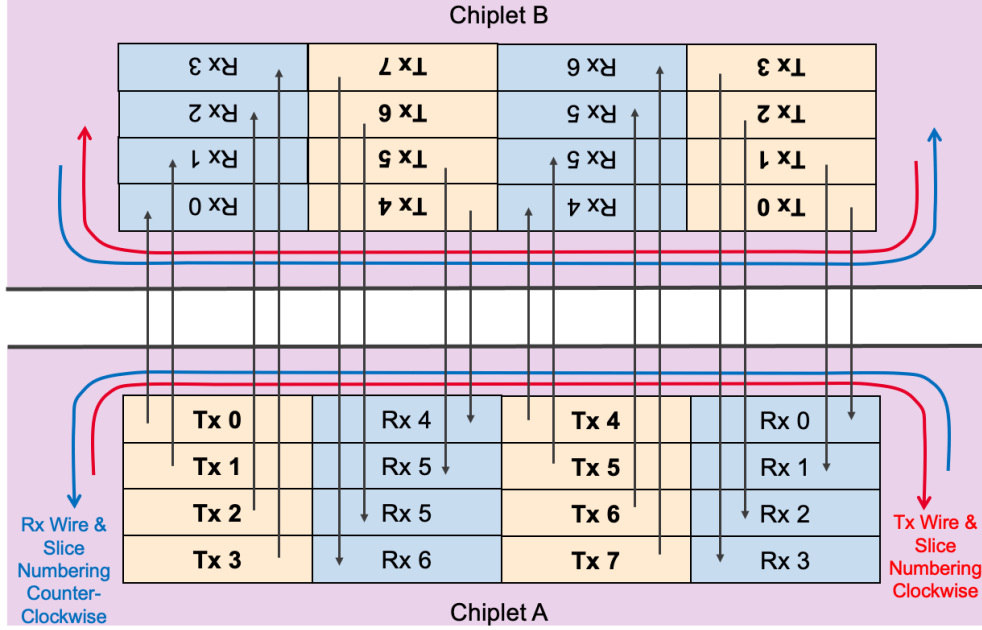 Chiplet B
Rx 3 Tx 7 Rx 6 Tx 3
Rx 2 Tx 6 Rx 5 Tx 2
Rx 1 Tx 5 Rx 5 Tx 1
Rx 0 Tx 4 Rx 4 Tx 0
Tx 0 Rx 4 Tx 4 Rx 0
Tx 1 Rx 5 Tx 5 Rx 1
Tx 2 Rx 5 Tx 6 Rx 2
Tx 3 Rx 6 Tx 7 Rx 3
Rx Wire &
Slice
Numbering
Counter-
Clockwise
Tx Wire &
Slice
Numbering
Clockwise
Chiplet A